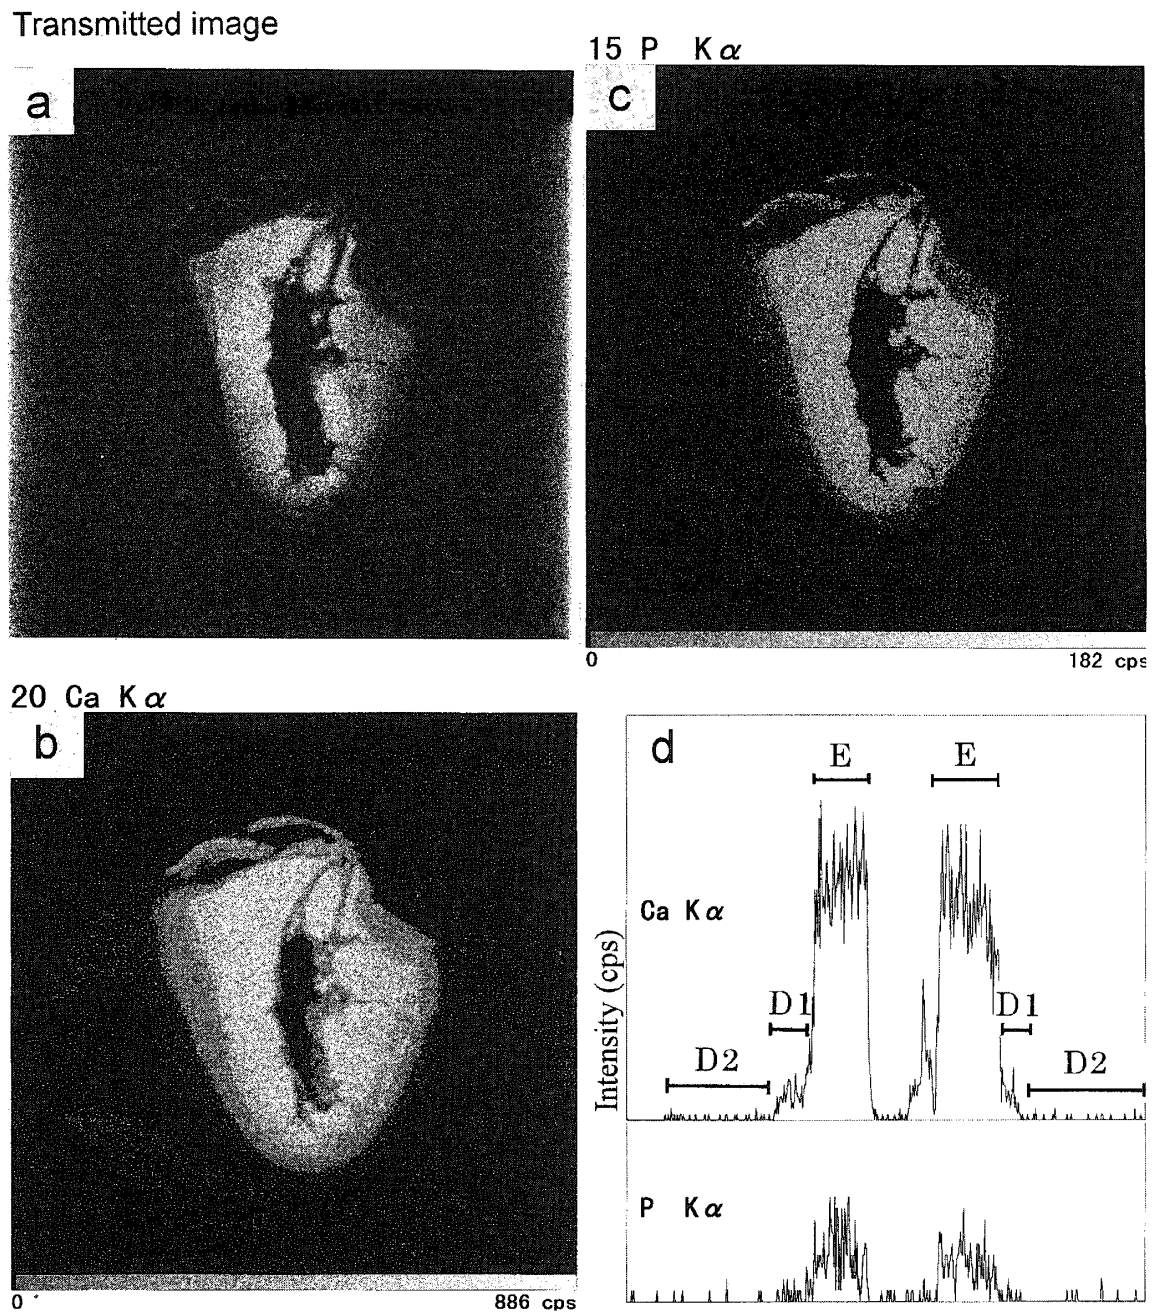 Transmitted image
a
15 P Kα
c
0 182 cps
20 Ca Kα
b
0 886 cps
d
E E
Ca Kα
D1 D1
D2 D2
Intensity (cps)
P Kα